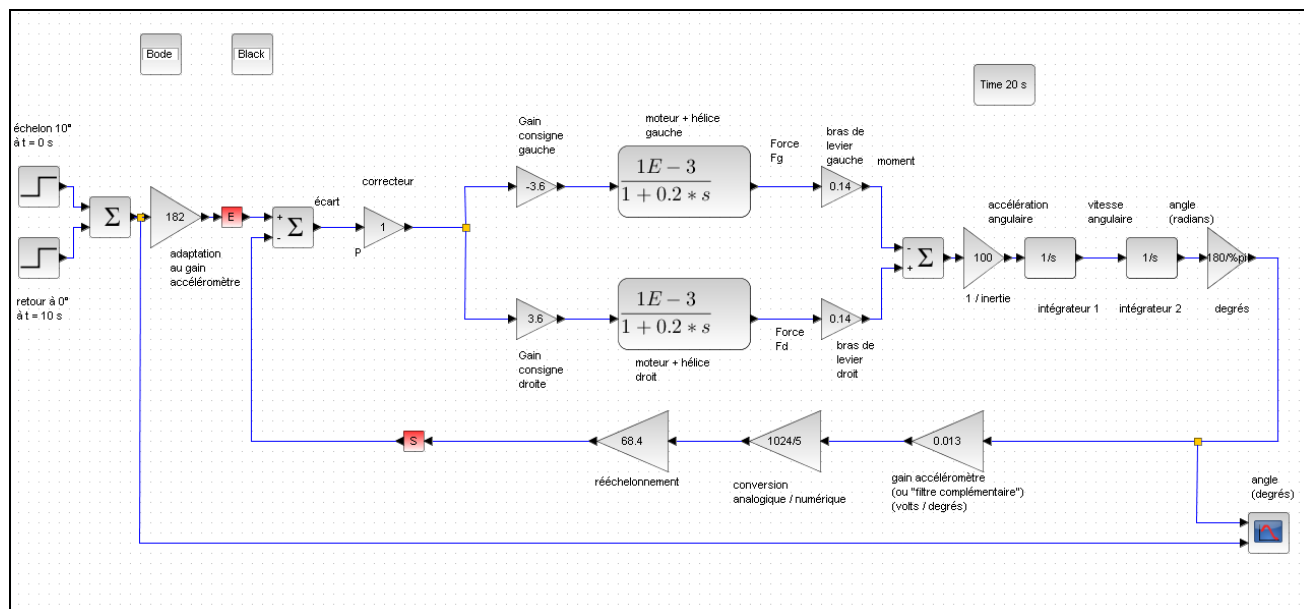 Bode
Black
Time 20 s
échelon 10°
à t = 0 s
Σ
retour à 0°
à t = 10 s
182
adaptation
au gain
accéléromètre
E
+
-
Σ
écart
correcteur
1
P
Gain
consigne
gauche
-3.6
moteur + hélice
gauche
1E − 3
1 + 0.2 * s
Force
Fg
bras de
levier
gauche
0.14
moment
3.6
Gain
consigne
droite
1E − 3
1 + 0.2 * s
moteur + hélice
droit
Force
Fd
0.14
bras de
levier
droit
-
+
Σ
100
1 / inertie
accélération
angulaire
1/s
intégrateur 1
vitesse
angulaire
1/s
intégrateur 2
angle
(radians)
180/%pi
degrés
S
68.4
rééchelonnement
1024/5
conversion
analogique / numérique
0.013
gain accéléromètre
(ou "filtre complémentaire")
(volts / degrés)
angle
(degrés)